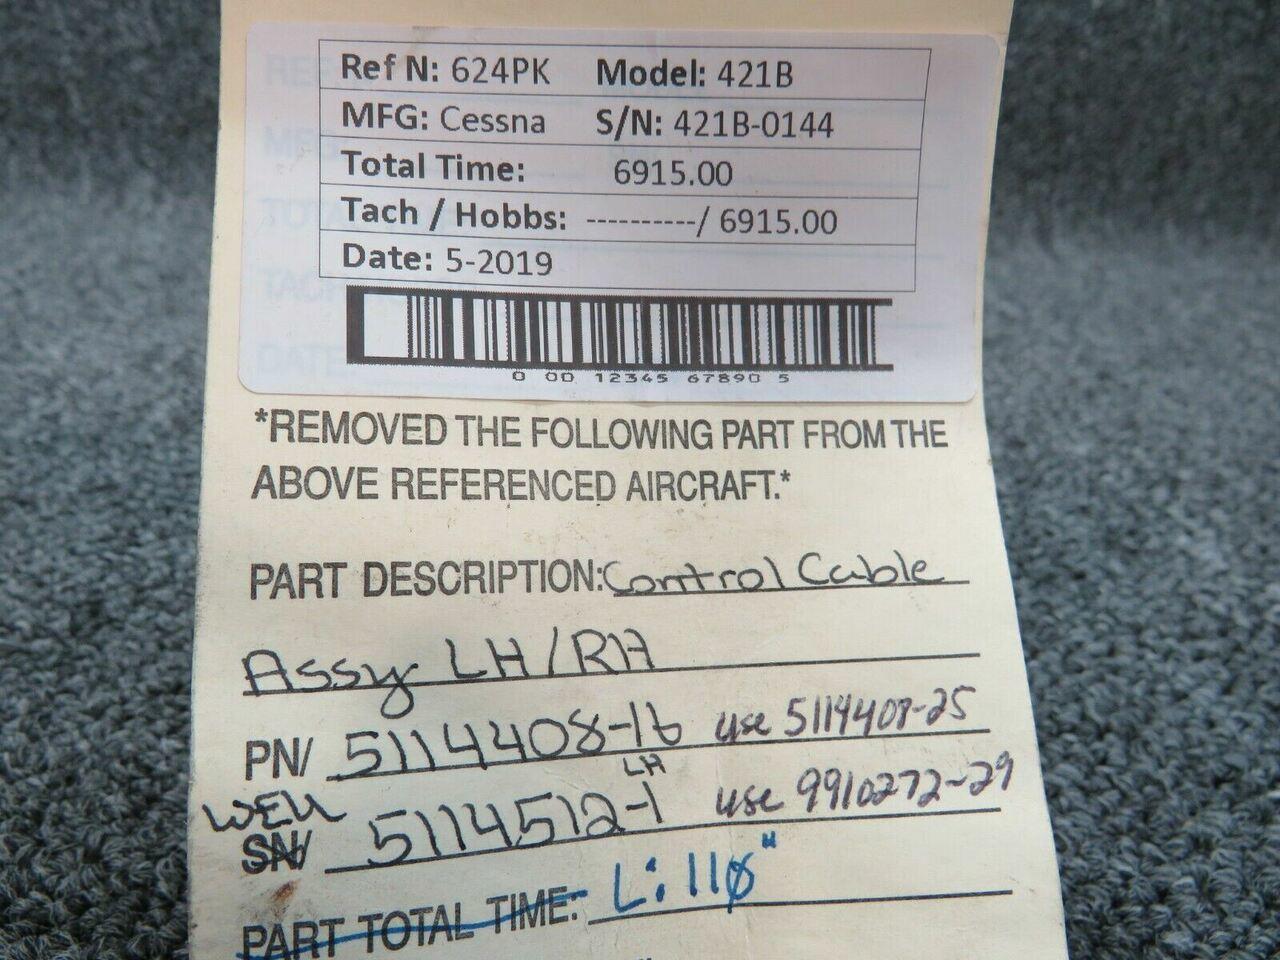 Ref N: 624PK Model: 421B
MFG: Cessna S/N: 421B-0144
Total Time: 6915.00
Tach / Hobbs: ----------/ 6915.00
Date: 5-2019
0 00 12345 67890 5
*REMOVED THE FOLLOWING PART FROM THE
ABOVE REFERENCED AIRCRAFT.*
PART DESCRIPTION: Control Cable
Assy LH/RH
PN/ 5114408-16 use 5114408-25
LH
SN/ 5114512-1 use 9910272-29
PART TOTAL TIME: L: 110"